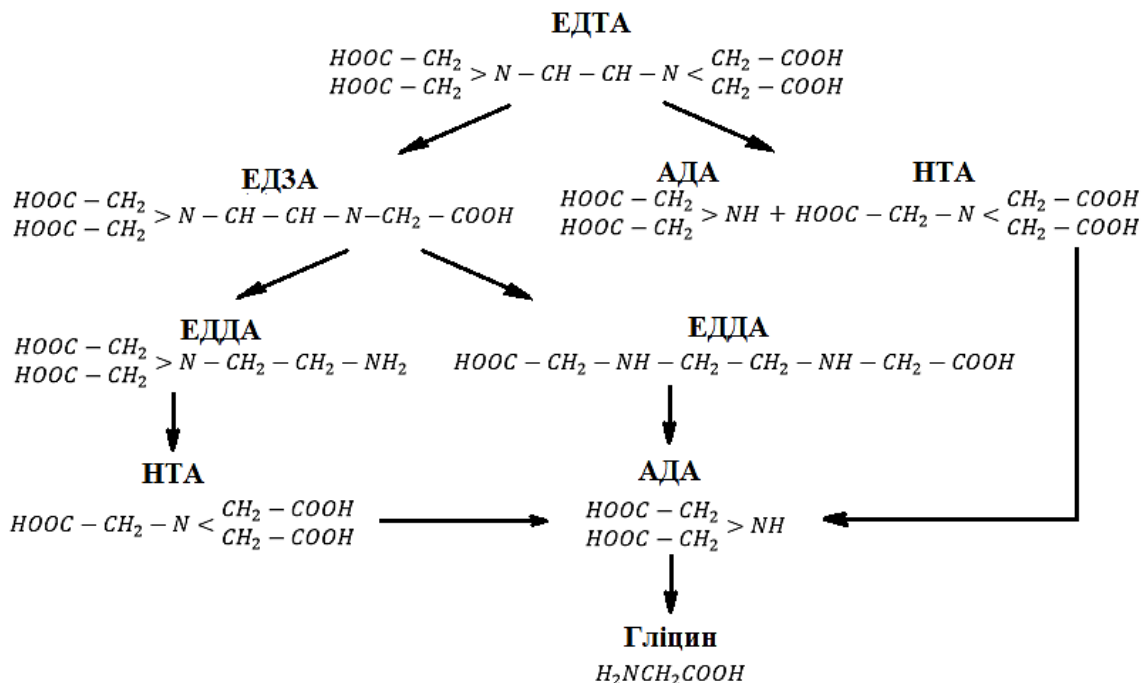 ЕДТА
HOOC − CH₂
HOOC − CH₂ > N − CH − CH − N < CH₂ − COOH
CH₂ − COOH
ЕДЗА
АДА
НТА
HOOC − CH₂
HOOC − CH₂ > N − CH − CH − N − CH₂ − COOH
HOOC − CH₂
HOOC − CH₂ > NH + HOOC − CH₂ − N < CH₂ − COOH
CH₂ − COOH
ЕДДА
ЕДДА
HOOC − CH₂
HOOC − CH₂ > N − CH₂ − CH₂ − NH₂
HOOC − CH₂ − NH − CH₂ − CH₂ − NH − CH₂ − COOH
НТА
АДА
HOOC − CH₂ − N < CH₂ − COOH
CH₂ − COOH
HOOC − CH₂
HOOC − CH₂ > NH
Гліцин
H₂NCH₂COOH